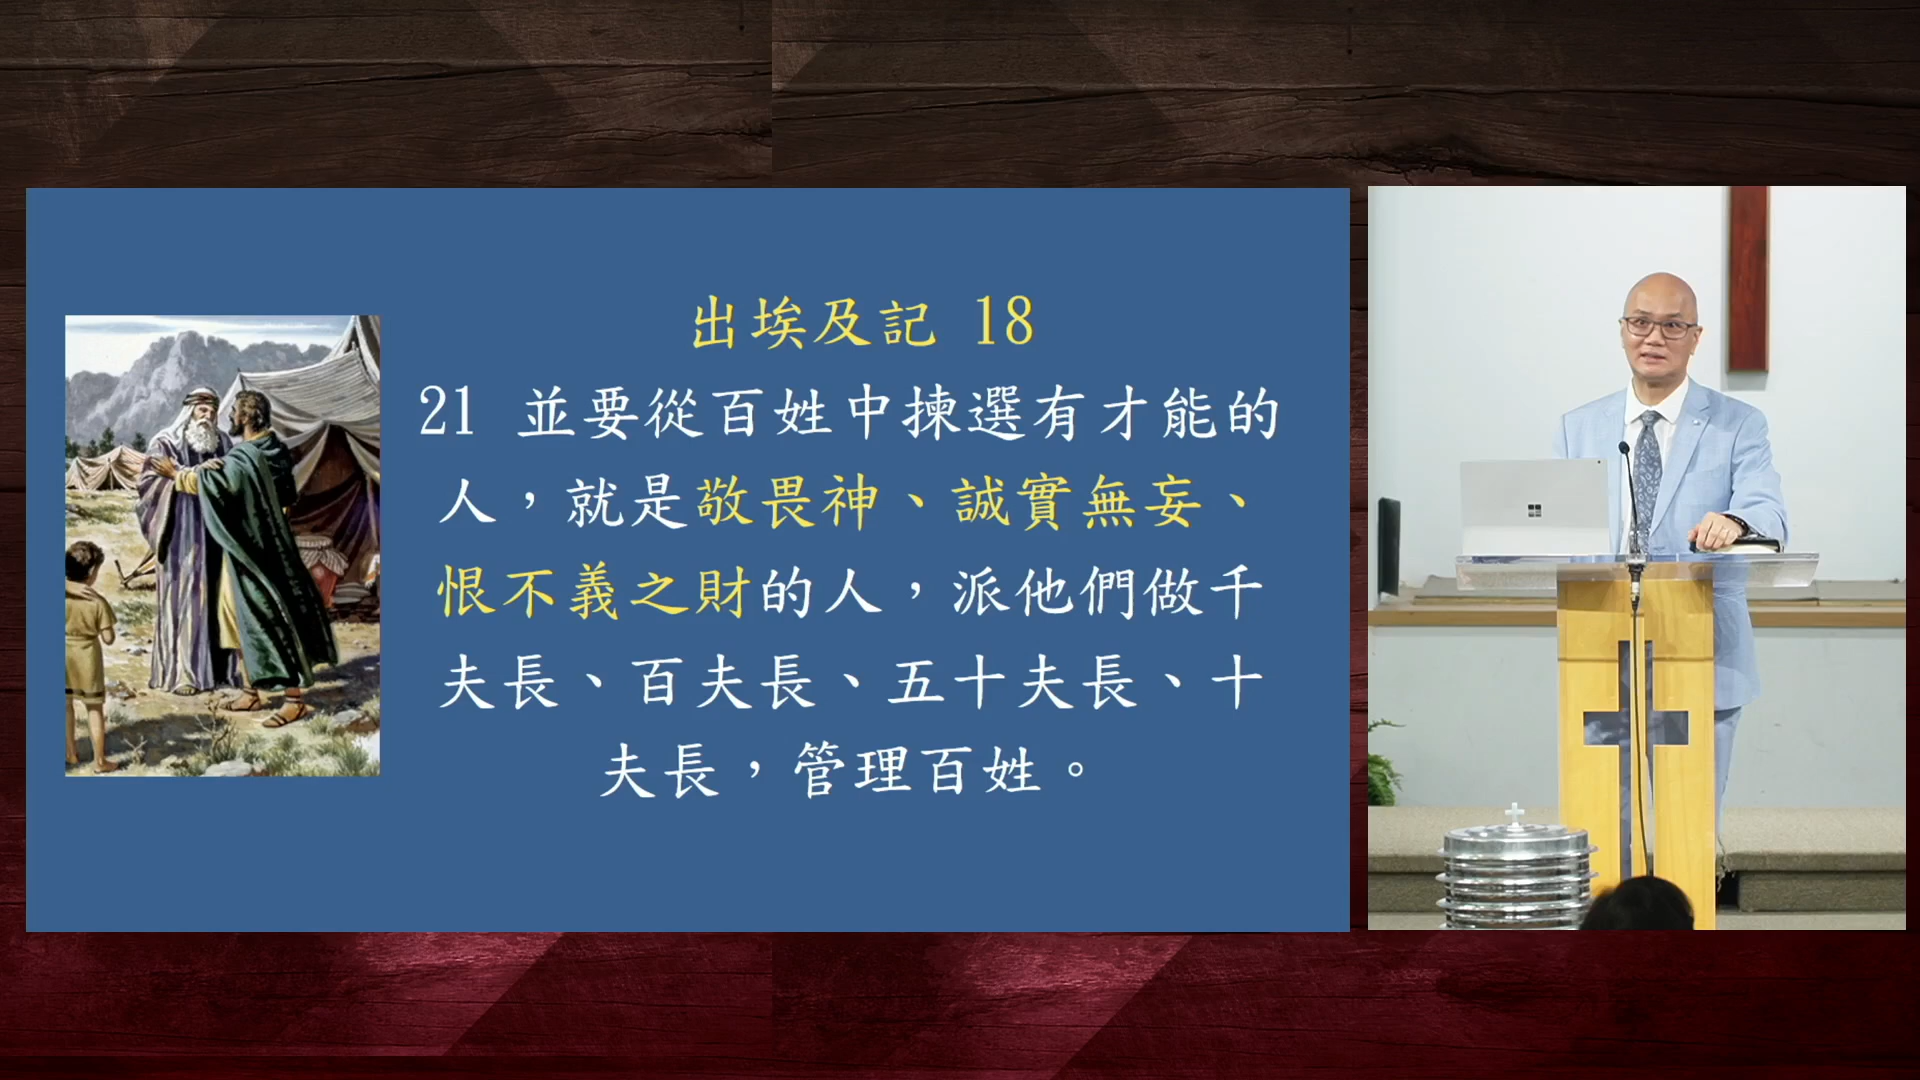 出埃及記 18
21 並要從百姓中揀選有才能的
人，就是敬畏神、誠實無妄、
恨不義之財的人，派他們做千
夫長、百夫長、五十夫長、十
夫長，管理百姓。